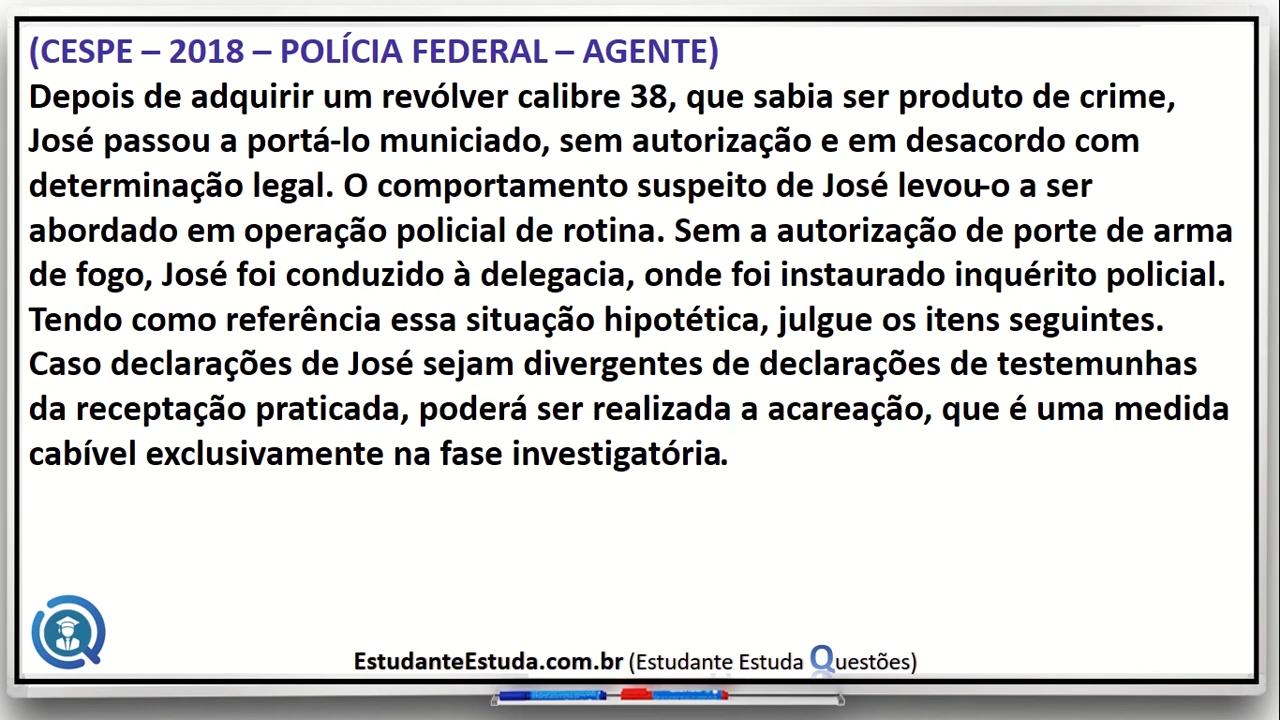 (CESPE – 2018 – POLÍCIA FEDERAL – AGENTE)
Depois de adquirir um revólver calibre 38, que sabia ser produto de crime,
José passou a portá-lo municiado, sem autorização e em desacordo com
determinação legal. O comportamento suspeito de José levou-o a ser
abordado em operação policial de rotina. Sem a autorização de porte de arma
de fogo, José foi conduzido à delegacia, onde foi instaurado inquérito policial.
Tendo como referência essa situação hipotética, julgue os itens seguintes.
Caso declarações de José sejam divergentes de declarações de testemunhas
da receptação praticada, poderá ser realizada a acareação, que é uma medida
cabível exclusivamente na fase investigatória.
EstudanteEstuda.com.br (Estudante Estuda Questões)